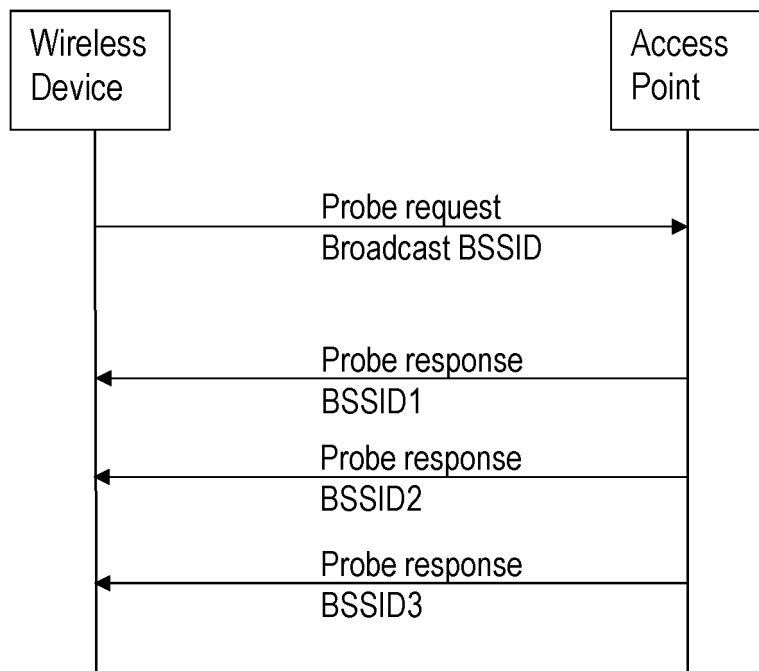 Wireless
Device
Access
Point
Probe request
Broadcast BSSID
Probe response
BSSID1
Probe response
BSSID2
Probe response
BSSID3